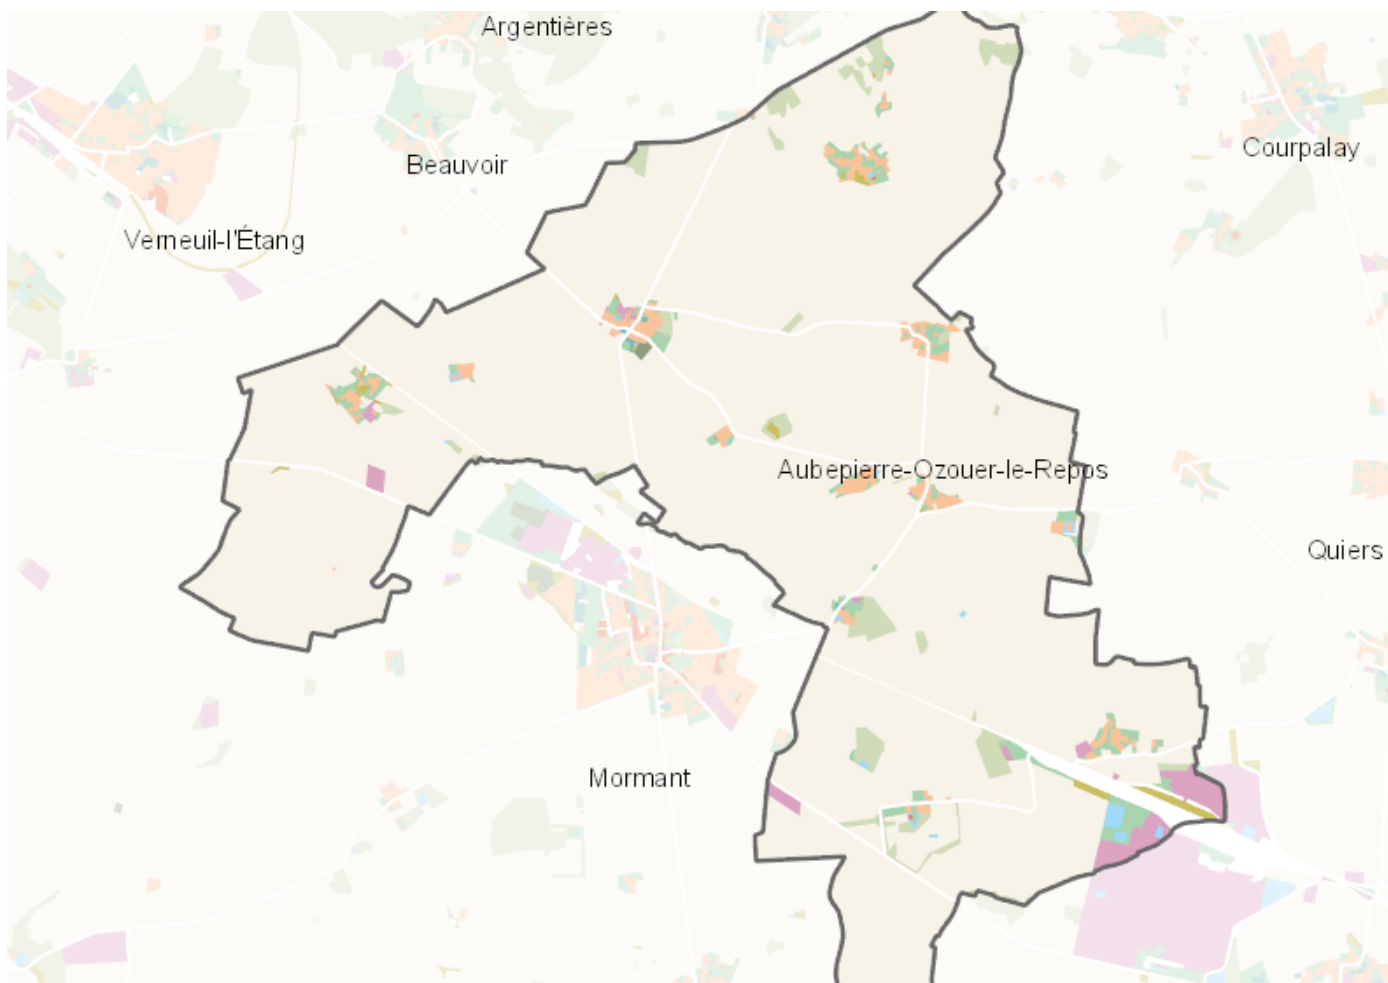 Argentières
Courpalay
Beauvoir
Verneuil-l'Étang
Aubepierre-Ozouer-le-Repos
Quiers
Mormant